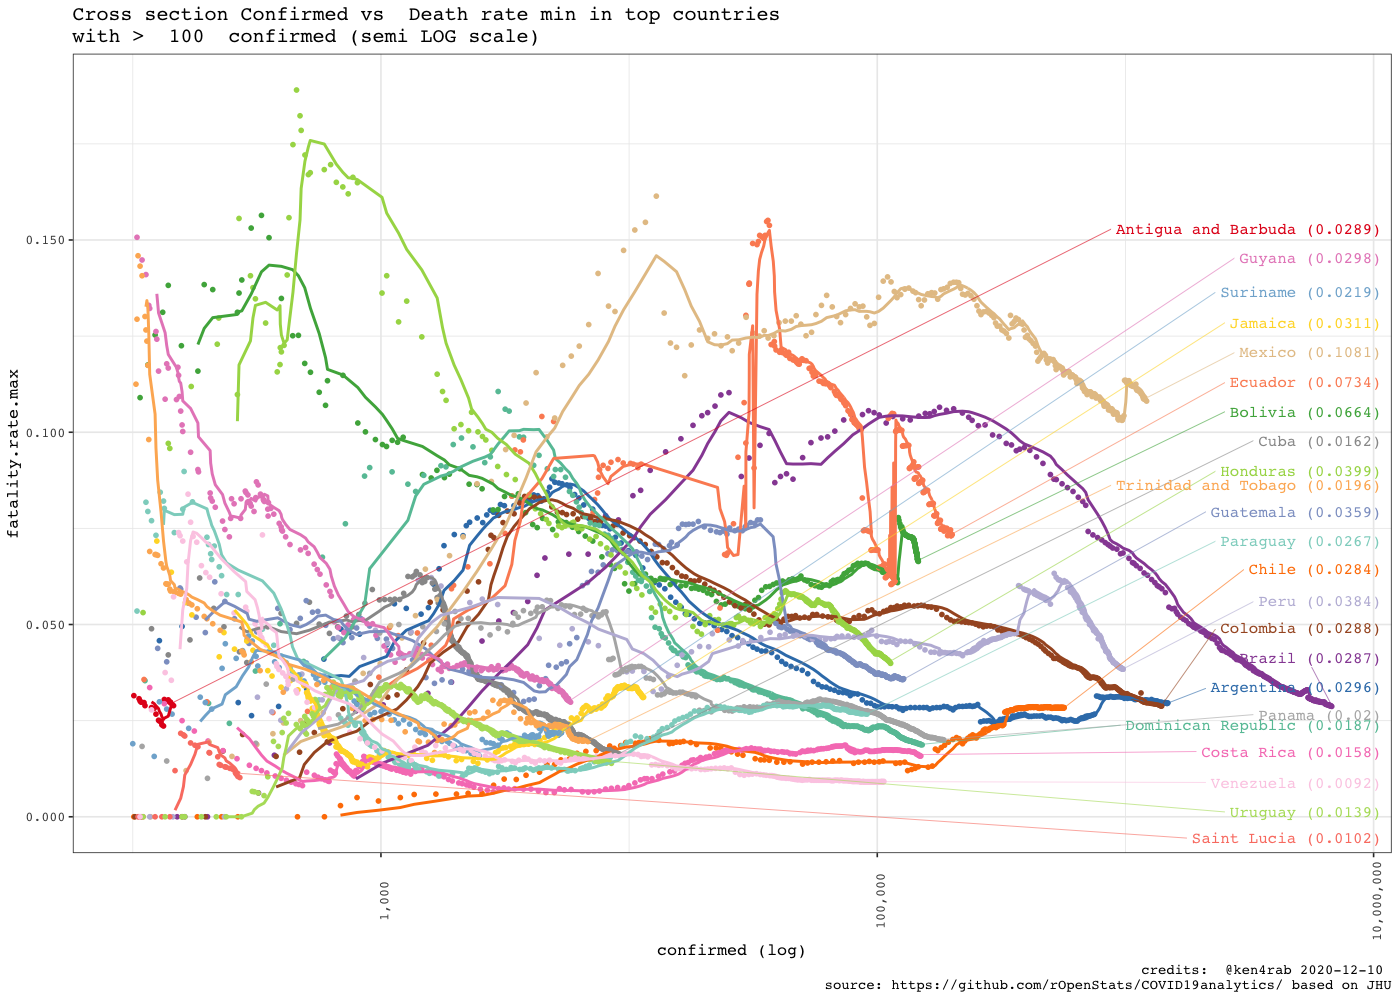 Cross section Confirmed vs  Death rate min in top countries
with >  100  confirmed (semi LOG scale)
fatality.rate.max
0.150
0.100
0.050
0.000
Antigua and Barbuda (0.0289)
Guyana (0.0298)
Suriname (0.0219)
Jamaica (0.0311)
Mexico (0.1081)
Ecuador (0.0734)
Bolivia (0.0664)
Cuba (0.0162)
Honduras (0.0399)
Trinidad and Tobago (0.0196)
Guatemala (0.0359)
Paraguay (0.0267)
Chile (0.0284)
Peru (0.0384)
Colombia (0.0288)
Brazil (0.0287)
Argentina (0.0296)
Panama (0.02)
Dominican Republic (0.0187)
Costa Rica (0.0158)
Venezuela (0.0092)
Uruguay (0.0139)
Saint Lucia (0.0102)
1,000
100,000
10,000,000
confirmed (log)
credits:  @ken4rab 2020-12-10
source: https://github.com/rOpenStats/COVID19analytics/ based on JHU